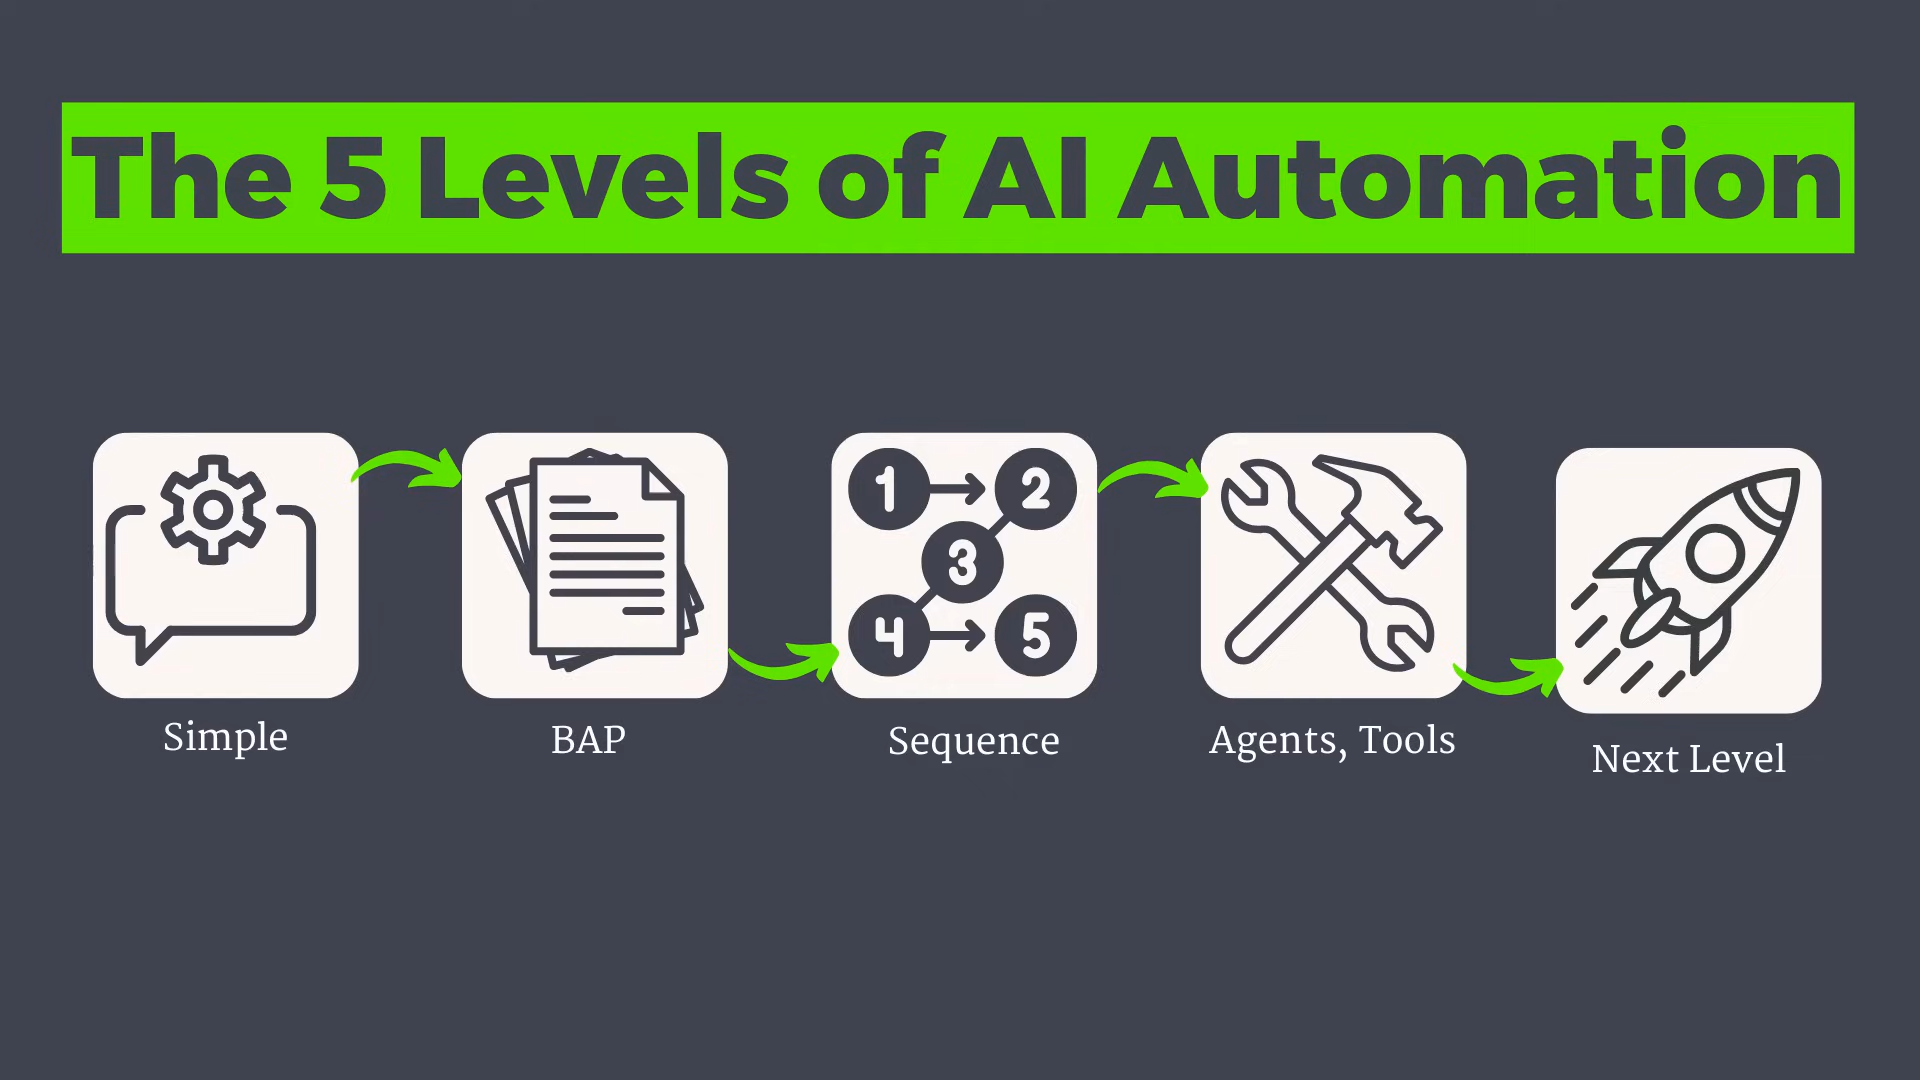 The 5 Levels of AI Automation
1 2
3
4 5
Simple
BAP
Sequence
Agents, Tools
Next Level